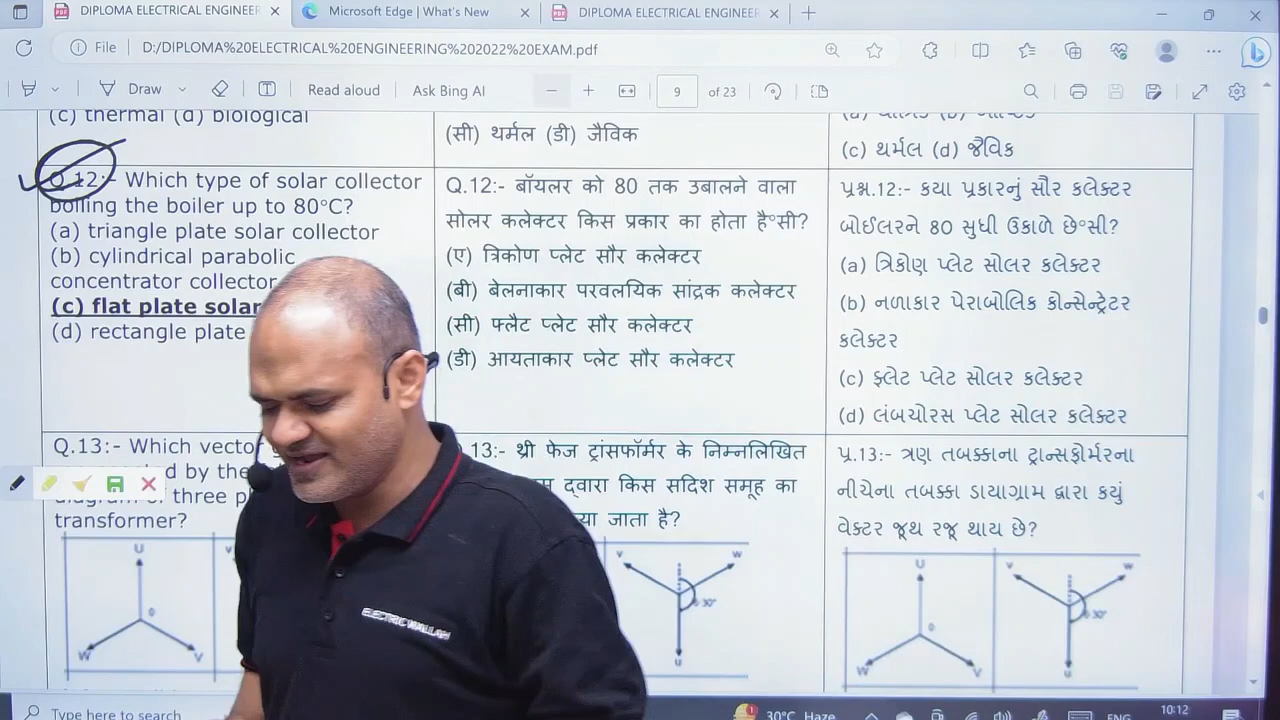 DIPLOMA ELECTRICAL ENGINEER
Microsoft Edge | What's New
DIPLOMA ELECTRICAL ENGINEER
File
D:/DIPLOMA%20ELECTRICAL%20ENGINEERING%202022%20EXAM.pdf
Draw
Read aloud
Ask Bing AI
9
of 23
(c) thermal (d) biological
Q.12:- Which type of solar collector
boiling the boiler up to 80°C?
(a) triangle plate solar collector
(b) cylindrical parabolic
concentrator collector
(c) flat plate solar
(d) rectangle plate
Q.13:- Which vector
by the
of three
transformer?
U
W
V
(सी) थर्मल (डी) जैविक
Q.12:- बॉयलर को 80 तक उबालने वाला
सोलर कलेक्टर किस प्रकार का होता है°सी?
(ए) त्रिकोण प्लेट सौर कलेक्टर
(बी) बेलनाकार परवलयिक सांद्रक कलेक्टर
(सी) फ्लैट प्लेट सौर कलेक्टर
(डी) आयताकार प्लेट सौर कलेक्टर
13:- थ्री फेज ट्रांसफॉर्मर के निम्नलिखित
द्वारा किस सदिश समूह का
जाता है?
V
W
30°
U
(c) થર્મલ (d) જૈવિક
પ્રશ્ન.12:- કયા પ્રકારનું સૌર કલેક્ટર
બોઈલરને 80 સુધી ઉકાળે છે°સી?
(a) ત્રિકોણ પ્લેટ સોલર કલેક્ટર
(b) નળાકાર પેરાબોલિક કોન્સેન્ટ્રેટર
કલેક્ટર
(c) ફ્લેટ પ્લેટ સોલર કલેક્ટર
(d) લંબચોરસ પ્લેટ સોલર કલેક્ટર
પ્ર.13:- ત્રણ તબક્કાના ટ્રાન્સફોર્મરના
નીચેના તબક્કા ડાયાગ્રામ દ્વારા કયું
વેક્ટર જૂથ રજૂ થાય છે?
U
W
V
V
W
30°
U
ELECTRIC WALLAH
Type here to search
30°C Haze
ENG
10:12